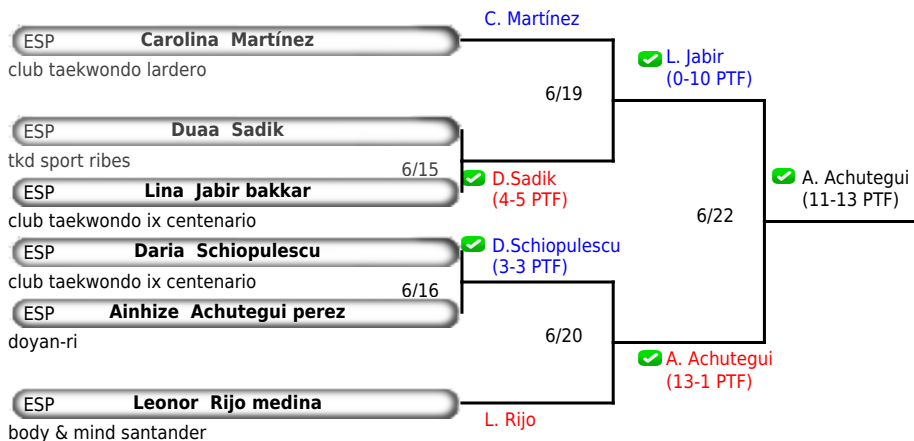 C. Martínez
ESP Carolina Martínez
club taekwondo lardero
L. Jabir
(0-10 PTF)
6/19
ESP Duaa Sadik
tkd sport ribes
6/15
D.Sadik
(4-5 PTF)
ESP Lina Jabir bakkar
club taekwondo ix centenario
A. Achutegui
(11-13 PTF)
6/22
ESP Daria Schiopulescu
club taekwondo ix centenario
D.Schiopulescu
(3-3 PTF)
6/16
ESP Ainhize Achutegui perez
doyan-ri
6/20
A. Achutegui
(13-1 PTF)
ESP Leonor Rijo medina
body & mind santander
L. Rijo